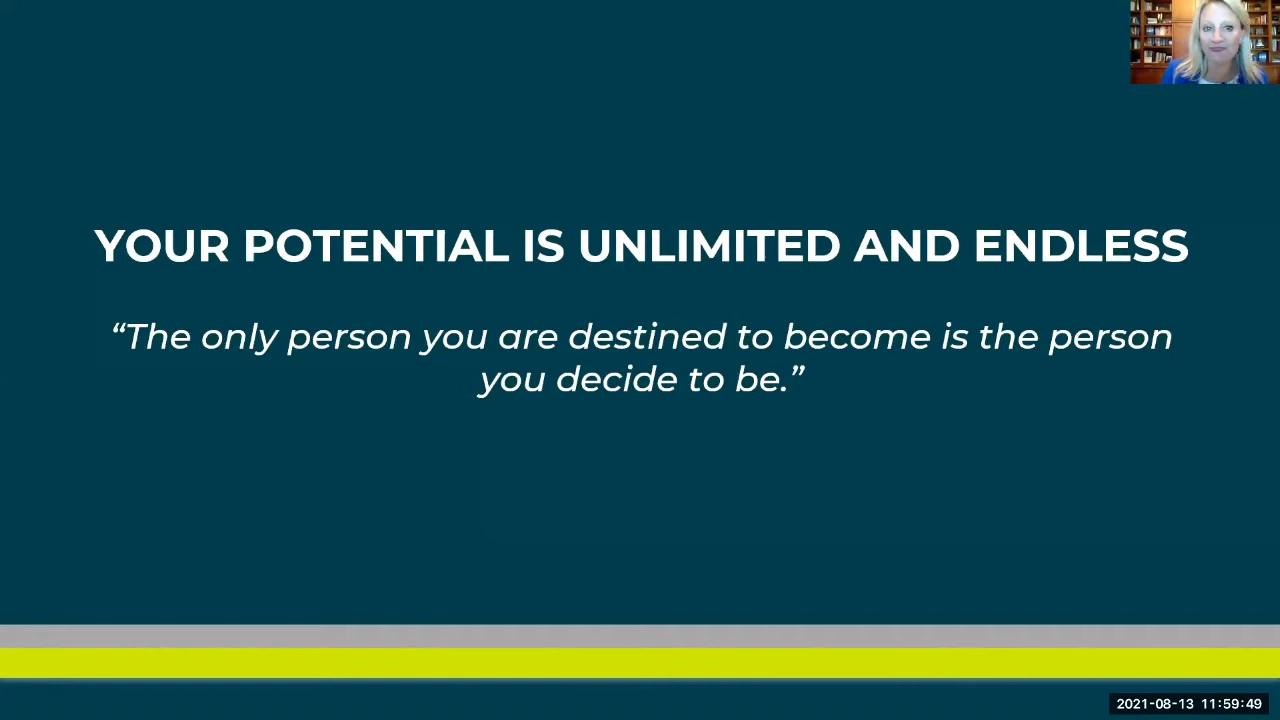 YOUR POTENTIAL IS UNLIMITED AND ENDLESS
“The only person you are destined to become is the person
you decide to be.”
2021-08-13 11:59:49